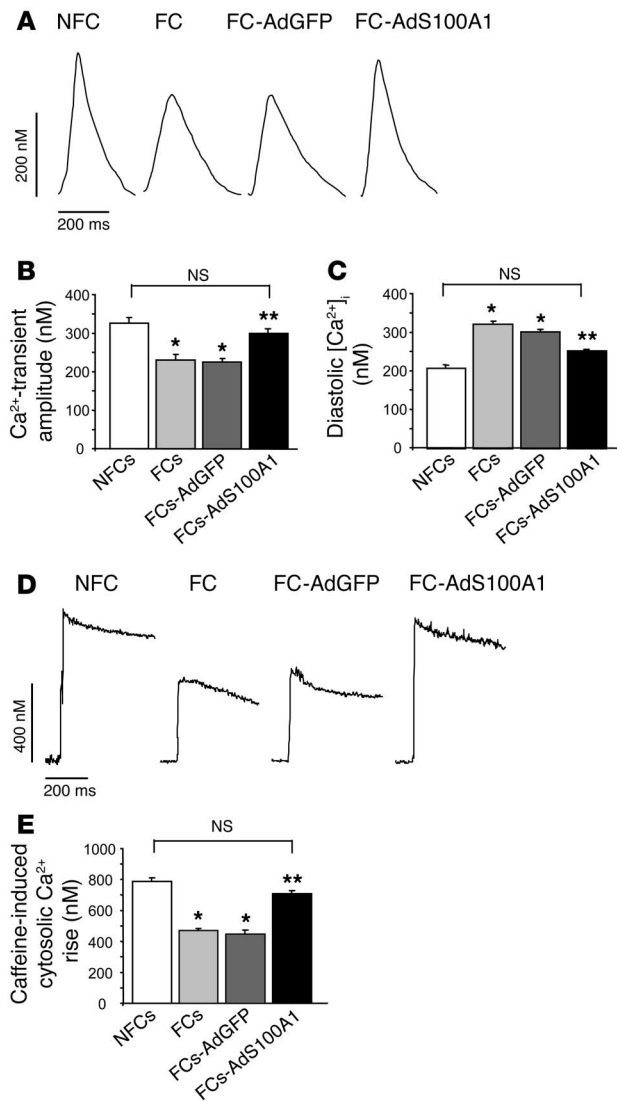 A NFC FC FC-AdGFP FC-AdS100A1
200 nM
200 ms
B
NS
Ca²⁺-transient
amplitude (nM)
400
300
200
100
0
* * **
NFCs
FCs
FCs-AdGFP
FCs-AdS100A1
C
NS
Diastolic [Ca²⁺]i
(nM)
400
300
200
100
0
* * **
NFCs
FCs
FCs-AdGFP
FCs-AdS100A1
D NFC FC FC-AdGFP FC-AdS100A1
400 nM
200 ms
E
NS
Caffeine-induced
cytosolic Ca²⁺
rise (nM)
1000
800
600
400
200
0
* * **
NFCs
FCs
FCs-AdGFP
FCs-AdS100A1